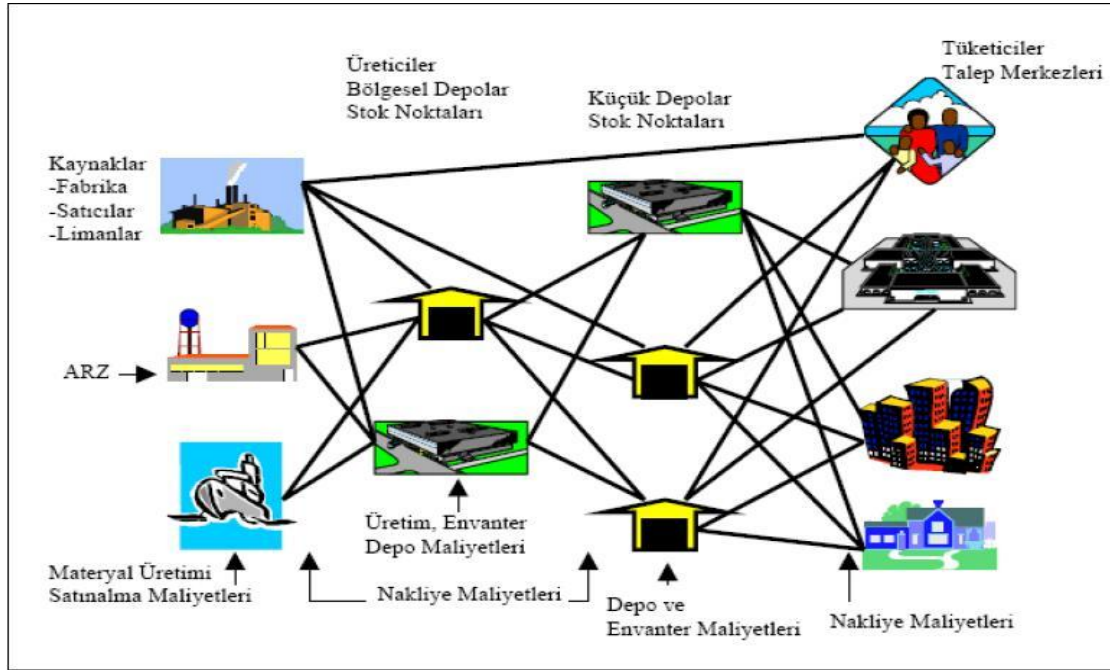 Tüketiciler
Talep Merkezleri
Üreticiler
Bölgesel Depolar
Stok Noktaları
Küçük Depolar
Stok Noktaları
Kaynaklar
-Fabrika
-Satıcılar
-Limanlar
ARZ
Üretim, Envanter
Depo Maliyetleri
Materyal Üretimi
Satınalma Maliyetleri
Nakliye Maliyetleri
Depo ve
Envanter Maliyetleri
Nakliye Maliyetleri